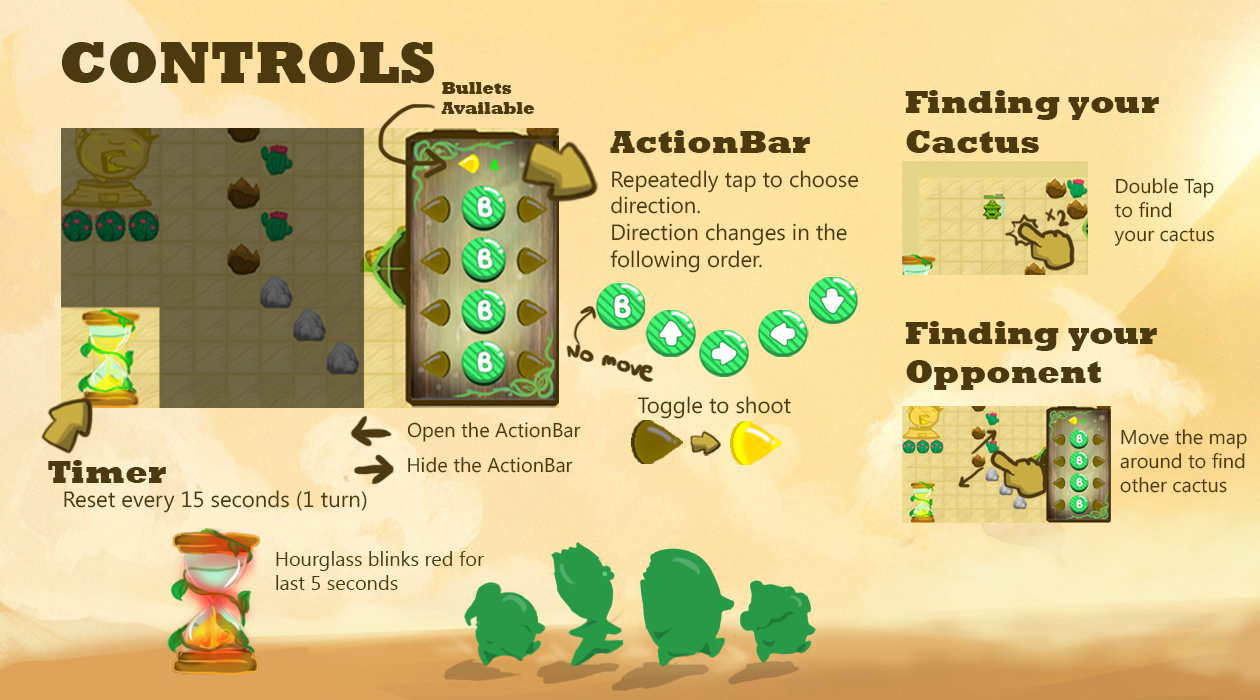 CONTROLS
Bullets
Available
ActionBar
Repeatedly tap to choose
direction.
Direction changes in the
following order.
B
B
B
B
B
No move
Toggle to shoot
Open the ActionBar
Hide the ActionBar
Timer
Reset every 15 seconds (1 turn)
Hourglass blinks red for
last 5 seconds
Finding your
Cactus
x2
Double Tap
to find
your cactus
Finding your
Opponent
B
B
B
B
Move the map
around to find
other cactus